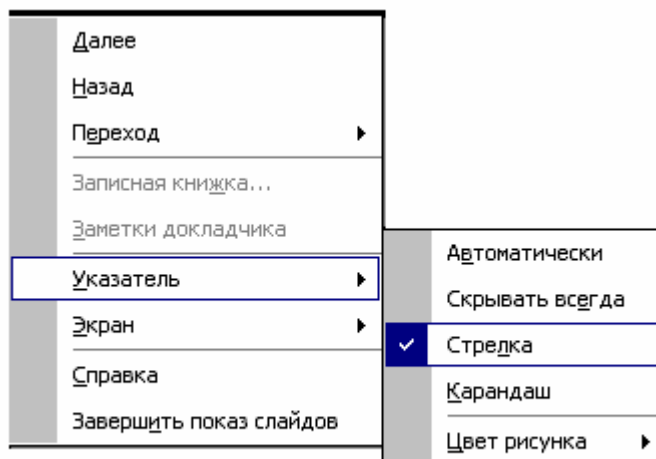 Далее
Назад
Переход
Записная книжка...
Заметки докладчика
Указатель
Экран
Справка
Завершить показ слайдов
Автоматически
Скрывать всегда
Стрелка
Карандаш
Цвет рисунка